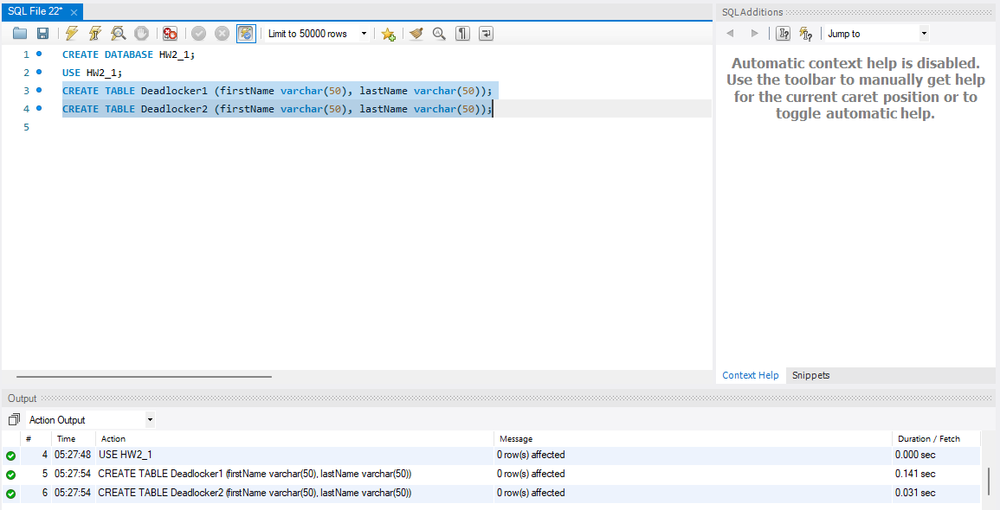 SQL File 22*
SQLAdditions
Limit to 50000 rows
Jump to
1 CREATE DATABASE HW2_1;
2 USE HW2_1;
3 CREATE TABLE Deadlocker1 (firstName varchar(50), lastName varchar(50));
4 CREATE TABLE Deadlocker2 (firstName varchar(50), lastName varchar(50));
5
Automatic context help is disabled.
Use the toolbar to manually get help
for the current caret position or to
toggle automatic help.
Context Help Snippets
Output
Action Output
# Time Action Message Duration / Fetch
4 05:27:48 USE HW2_1 0 row(s) affected 0.000 sec
5 05:27:54 CREATE TABLE Deadlocker1 (firstName varchar(50), lastName varchar(50)) 0 row(s) affected 0.141 sec
6 05:27:54 CREATE TABLE Deadlocker2 (firstName varchar(50), lastName varchar(50)) 0 row(s) affected 0.031 sec